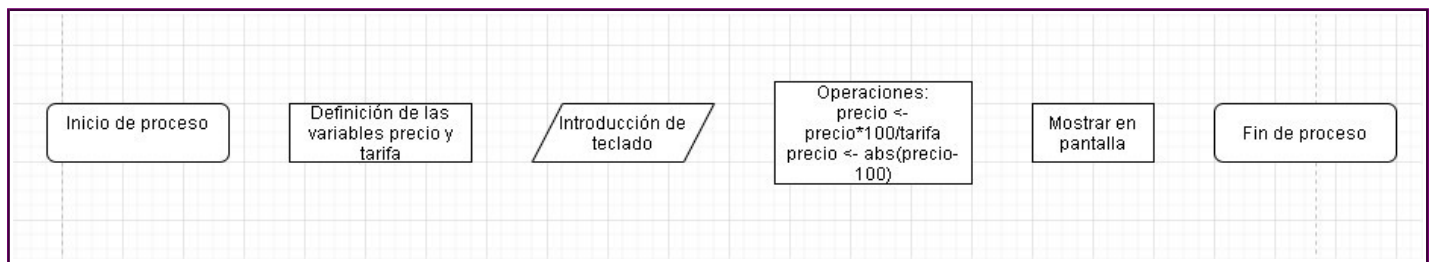 Inicio de proceso
Definición de las
variables precio y
tarifa
Introducción de
teclado
Operaciones:
precio <-
precio*100/tarifa
precio <- abs(precio-
100)
Mostrar en
pantalla
Fin de proceso